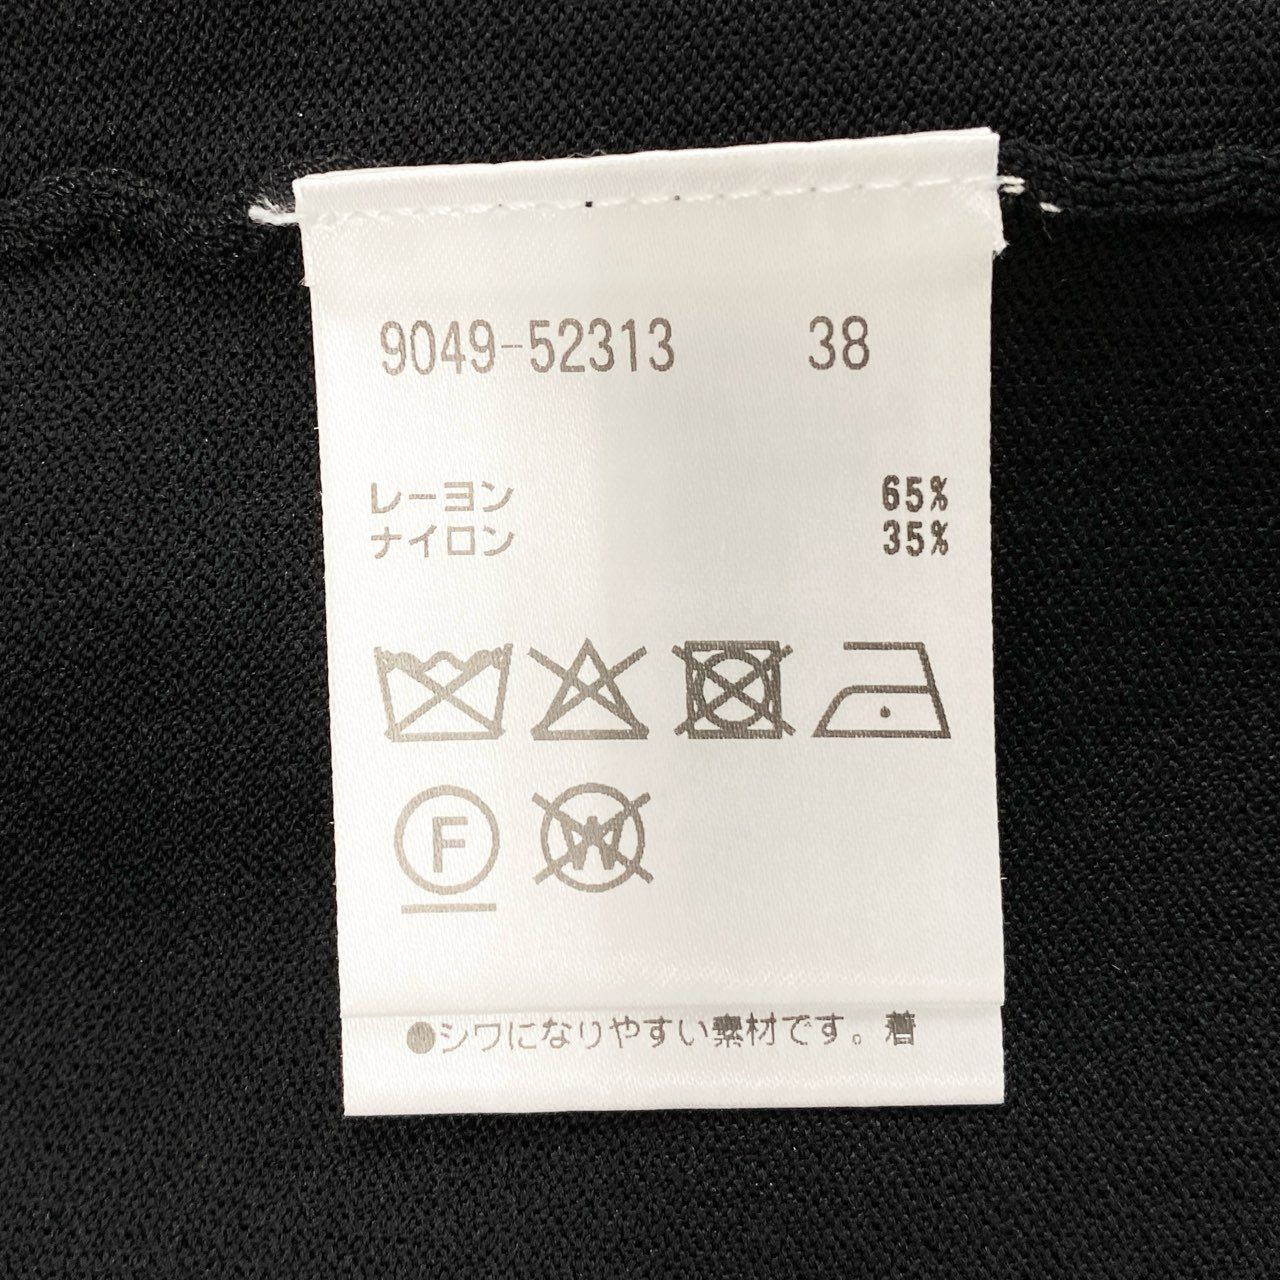 9049-52313 38
レーヨン 65%
ナイロン 35%
F W
●シワになりやすい素材です。着